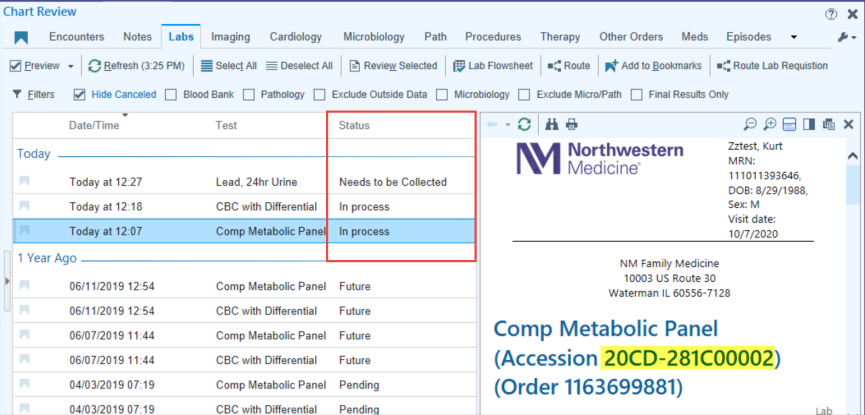 Chart Review
Encounters Notes Labs Imaging Cardiology Microbiology Path Procedures Therapy Other Orders Meds Episodes
Preview Refresh (3:25 PM) Select All Deselect All Review Selected Lab Flowsheet Route Add to Bookmarks Route Lab Requistion
Filters Hide Canceled Blood Bank Pathology Exclude Outside Data Microbiology Exclude Micro/Path Final Results Only
Date/Time Test Status
Today
Today at 12:27 Lead, 24hr Urine Needs to be Collected
Today at 12:18 CBC with Differential In process
Today at 12:07 Comp Metabolic Panel In process
1 Year Ago
06/11/2019 12:54 Comp Metabolic Panel Future
06/11/2019 12:54 CBC with Differential Future
06/07/2019 11:44 Comp Metabolic Panel Future
06/07/2019 11:44 CBC with Differential Future
04/03/2019 07:19 Comp Metabolic Panel Pending
04/03/2019 07:19 CBC with Differential Pending
Northwestern
Medicine
Zztest, Kurt
MRN:
111011393646,
DOB: 8/29/1988,
Sex: M
Visit date:
10/7/2020
NM Family Medicine
10003 US Route 30
Waterman IL 60556-7128
Comp Metabolic Panel
(Accession 20CD-281C00002)
(Order 1163699881)
Lab